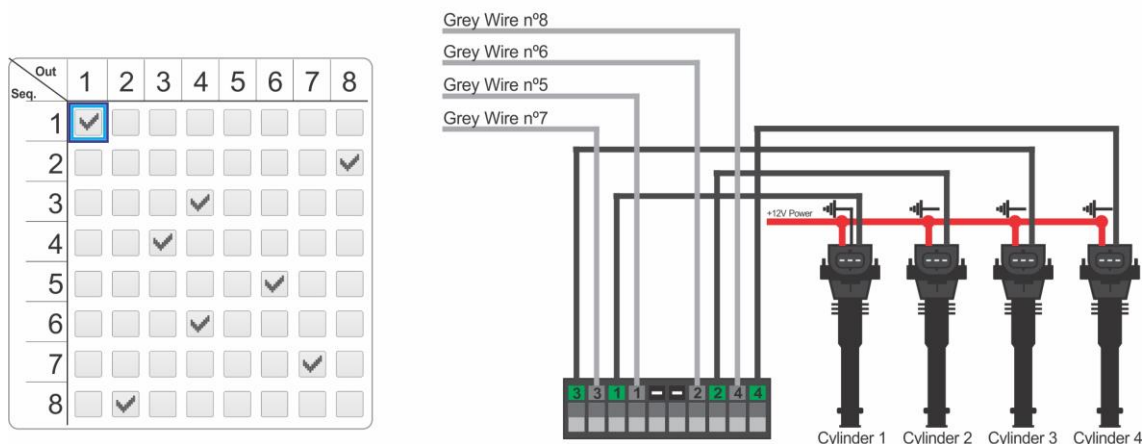 Out
Seq.
1 2 3 4 5 6 7 8
1
2
3
4
5
6
7
8
Grey Wire nº8
Grey Wire nº6
Grey Wire nº5
Grey Wire nº7
+12V Power
3 3 1 1 - - 2 2 4 4
Cylinder 1 Cylinder 2 Cylinder 3 Cylinder 4